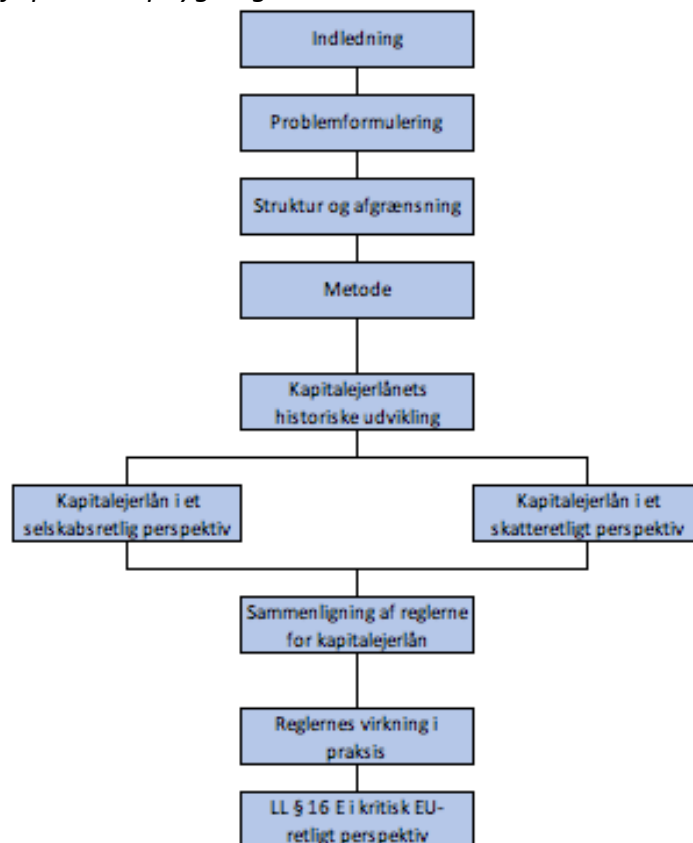 Indledning
Problemformulering
Struktur og afgrænsning
Metode
Kapitalejerlånets
historiske udvikling
Kapitalejerlån i et
selskabsretlig perspektiv
Kapitalejerlån i et
skatteretligt perspektiv
Sammenligning af reglerne
for kapitalejerlån
Reglernes virkning i
praksis
LL § 16 E i kritisk EU-
retligt perspektiv